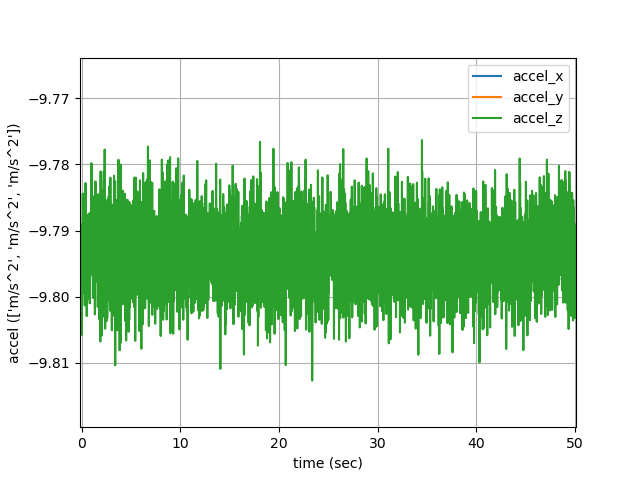 accel_x
accel_y
accel_z
−9.77
−9.78
−9.79
−9.80
−9.81
accel (['m/s^2', 'm/s^2', 'm/s^2'])
0 10 20 30 40 50
time (sec)